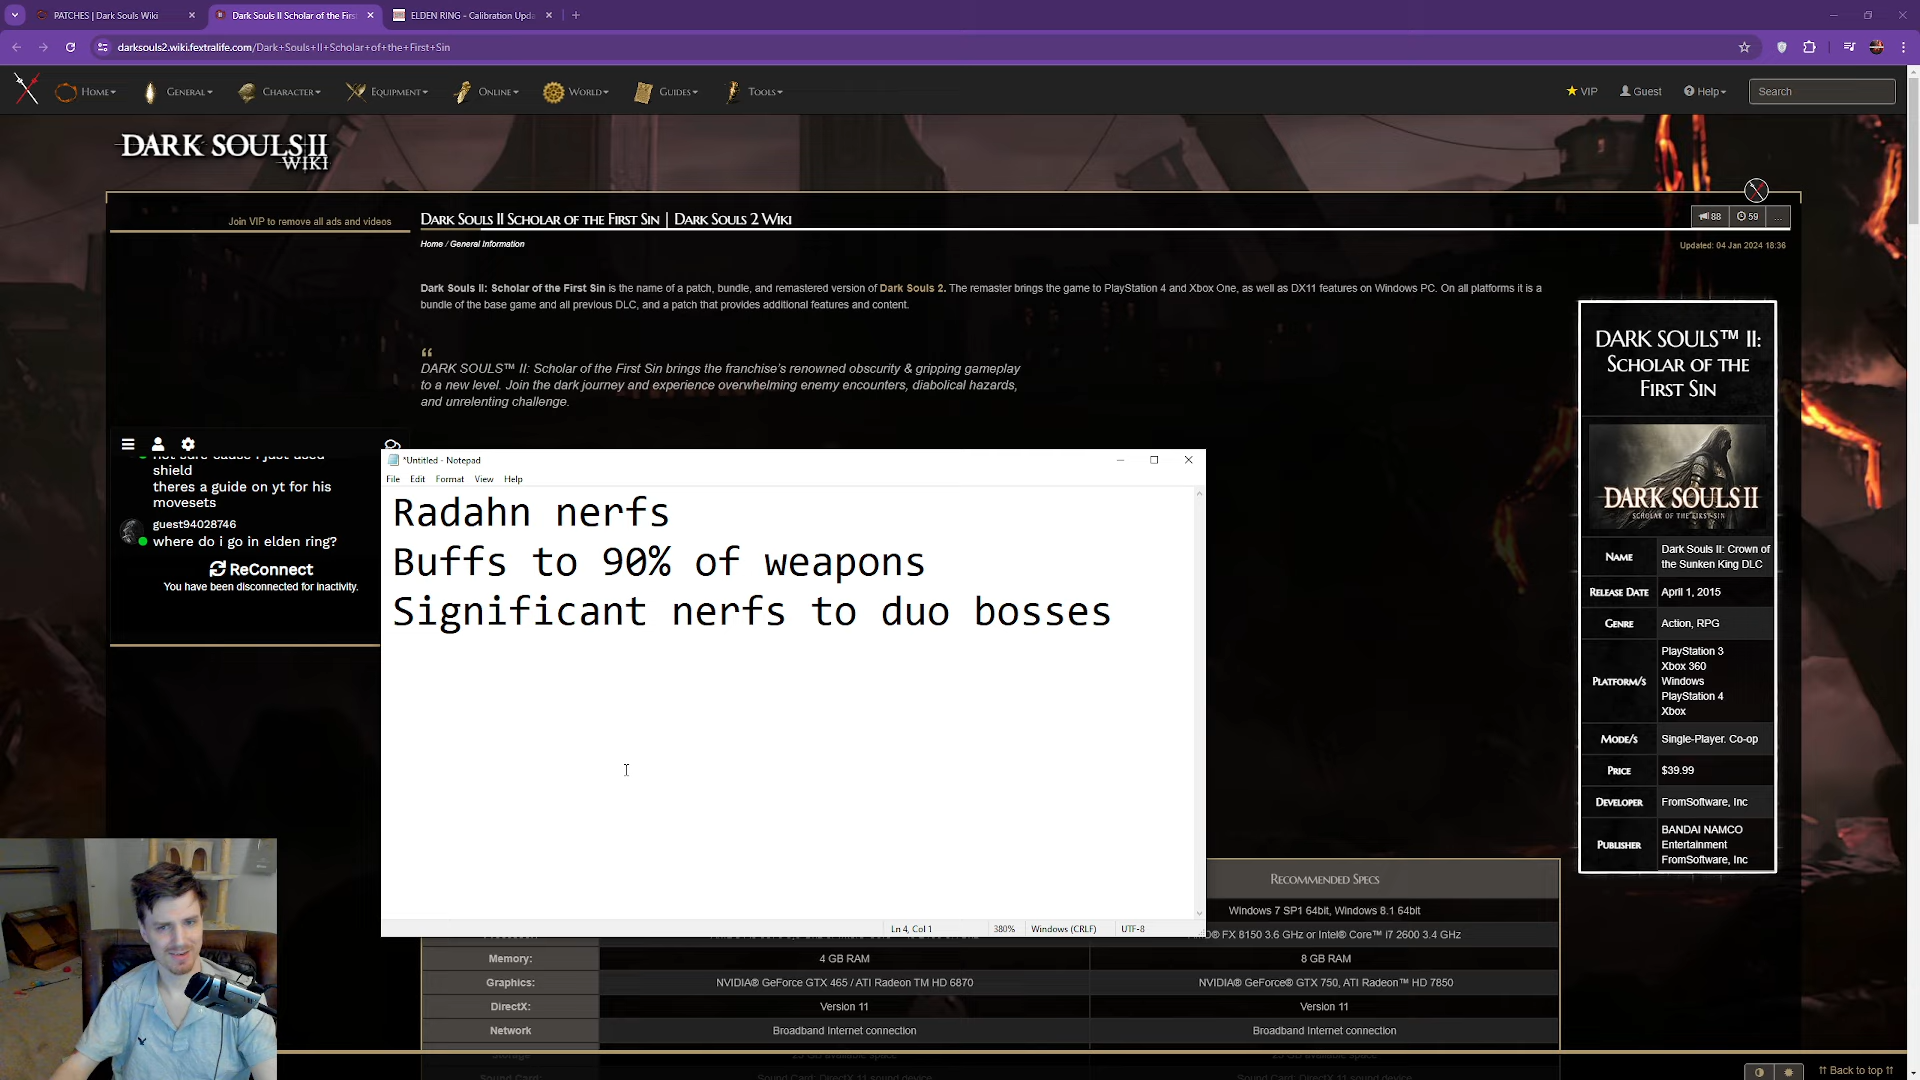 PATCHES | Dark Souls Wiki
Dark Souls II Scholar of the Firs
ELDEN RING - Calibration Upda
darksouls2.wiki.fextralife.com/Dark+Souls+II+Scholar+of+the+First+Sin
HOME
GENERAL
CHARACTER
EQUIPMENT
ONLINE
WORLD
GUIDES
TOOLS
VIP
Guest
Help
Search
DARK SOULS II
WIKI
Join VIP to remove all ads and videos
DARK SOULS II SCHOLAR OF THE FIRST SIN | DARK SOULS 2 WIKI
88
59
...
Home / General Information
Updated: 04 Jan 2024 18:36
Dark Souls II: Scholar of the First Sin is the name of a patch, bundle, and remastered version of Dark Souls 2. The remaster brings the game to PlayStation 4 and Xbox One, as well as DX11 features on Windows PC. On all platforms it is a
bundle of the base game and all previous DLC, and a patch that provides additional features and content.
“
DARK SOULS™ II: Scholar of the First Sin brings the franchise's renowned obscurity & gripping gameplay
to a new level. Join the dark journey and experience overwhelming enemy encounters, diabolical hazards,
and unrelenting challenge.
shield
theres a guide on yt for his
movesets
guest94028746
where do i go in elden ring?
ReConnect
You have been disconnected for inactivity.
*Untitled - Notepad
File Edit Format View Help
Radahn nerfs
Buffs to 90% of weapons
Significant nerfs to duo bosses
Ln 4, Col 1
380%
Windows (CRLF)
UTF-8
DARK SOULS™ II:
SCHOLAR OF THE
FIRST SIN
DARK SOULS II
SCHOLAR OF THE FIRST SIN
NAME
Dark Souls II: Crown of
the Sunken King DLC
RELEASE DATE
April 1, 2015
GENRE
Action, RPG
PLATFORM/S
PlayStation 3
Xbox 360
Windows
PlayStation 4
Xbox
MODE/S
Single-Player. Co-op
PRICE
$39.99
DEVELOPER
FromSoftware, Inc
PUBLISHER
BANDAI NAMCO
Entertainment
FromSoftware, Inc
RECOMMENDED SPECS
Windows 7 SP1 64bit, Windows 8.1 64bit
FX 8150 3.6 GHz or Intel® Core™ i7 2600 3.4 GHz
Memory:
4 GB RAM
8 GB RAM
Graphics:
NVIDIA® GeForce GTX 465 / ATI Radeon TM HD 6870
NVIDIA® GeForce® GTX 750, ATI Radeon™ HD 7850
DirectX:
Version 11
Version 11
Network
Broadband Internet connection
Broadband Internet connection
Back to top